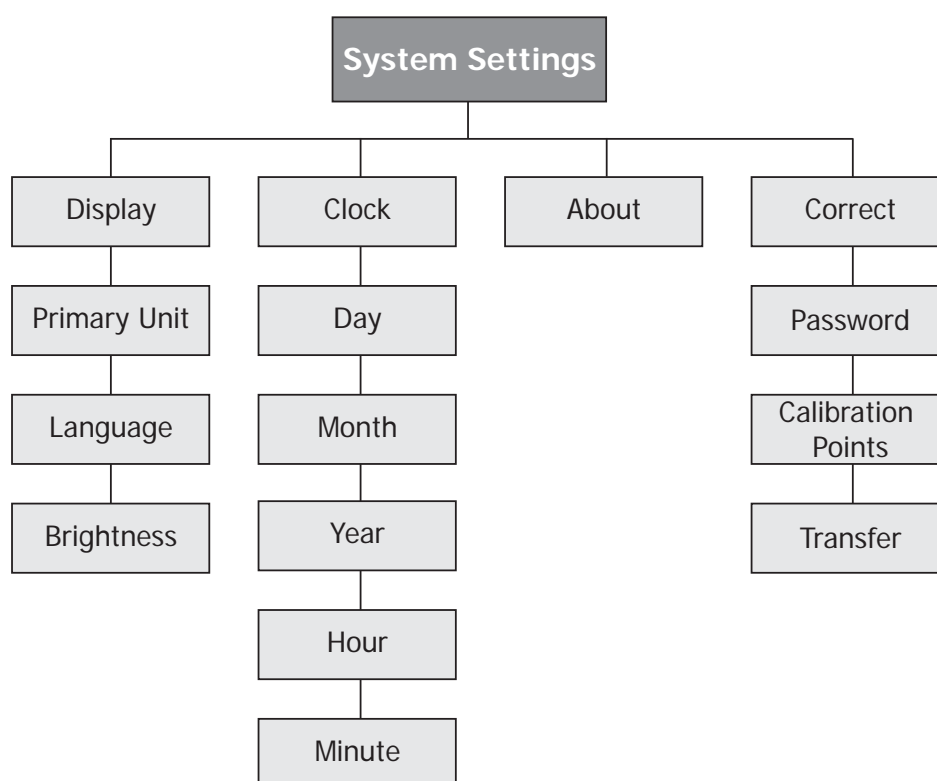 System Settings
Display
Clock
About
Correct
Primary Unit
Day
Password
Language
Month
Calibration
Points
Brightness
Year
Transfer
Hour
Minute